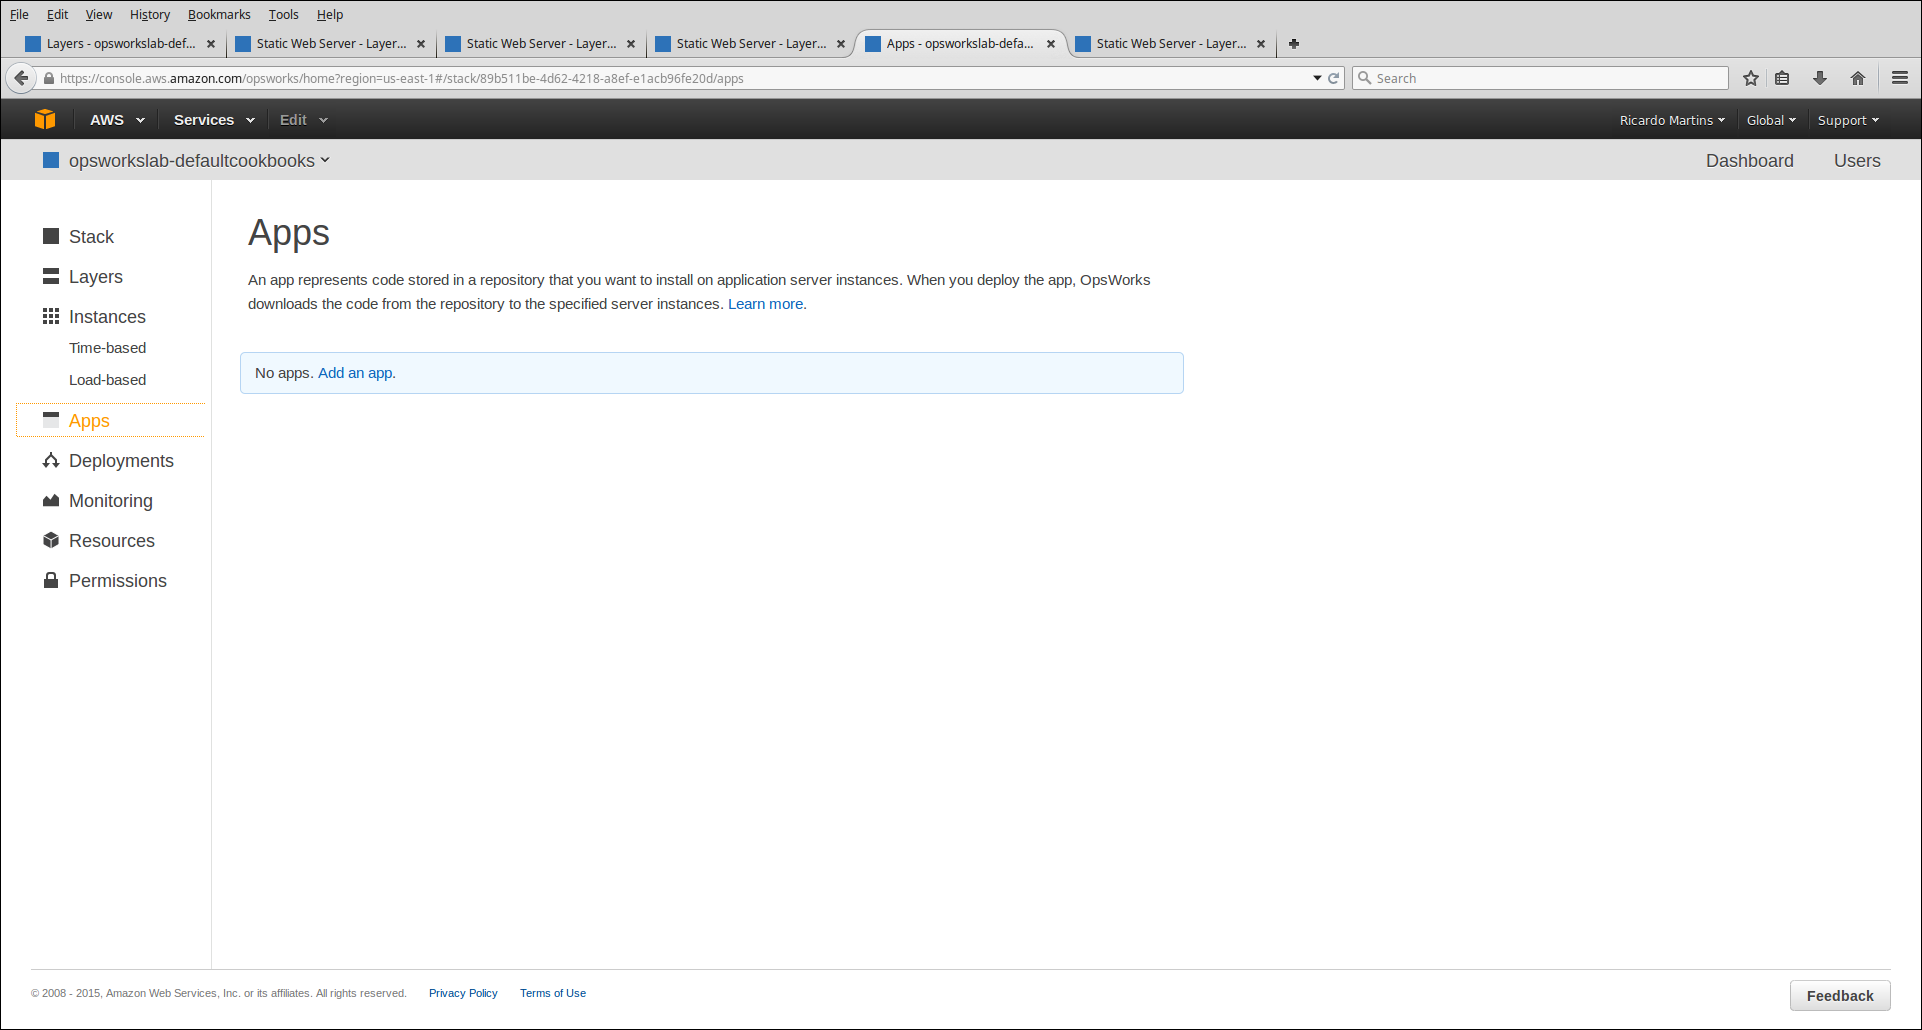 File Edit View History Bookmarks Tools Help
Layers - opsworkslab-def... Static Web Server - Layer... Static Web Server - Layer... Static Web Server - Layer... Apps - opsworkslab-defa... Static Web Server - Layer...
https://console.aws.amazon.com/opsworks/home?region=us-east-1#/stack/89b511be-4d62-4218-a8ef-e1acb96fe20d/apps Search
AWS Services Edit Ricardo Martins Global Support
opsworkslab-defaultcookbooks Dashboard Users
Stack
Layers
Instances
Time-based
Load-based
Apps
Deployments
Monitoring
Resources
Permissions
Apps
An app represents code stored in a repository that you want to install on application server instances. When you deploy the app, OpsWorks
downloads the code from the repository to the specified server instances. Learn more.
No apps. Add an app.
© 2008 - 2015, Amazon Web Services, Inc. or its affiliates. All rights reserved. Privacy Policy Terms of Use
Feedback